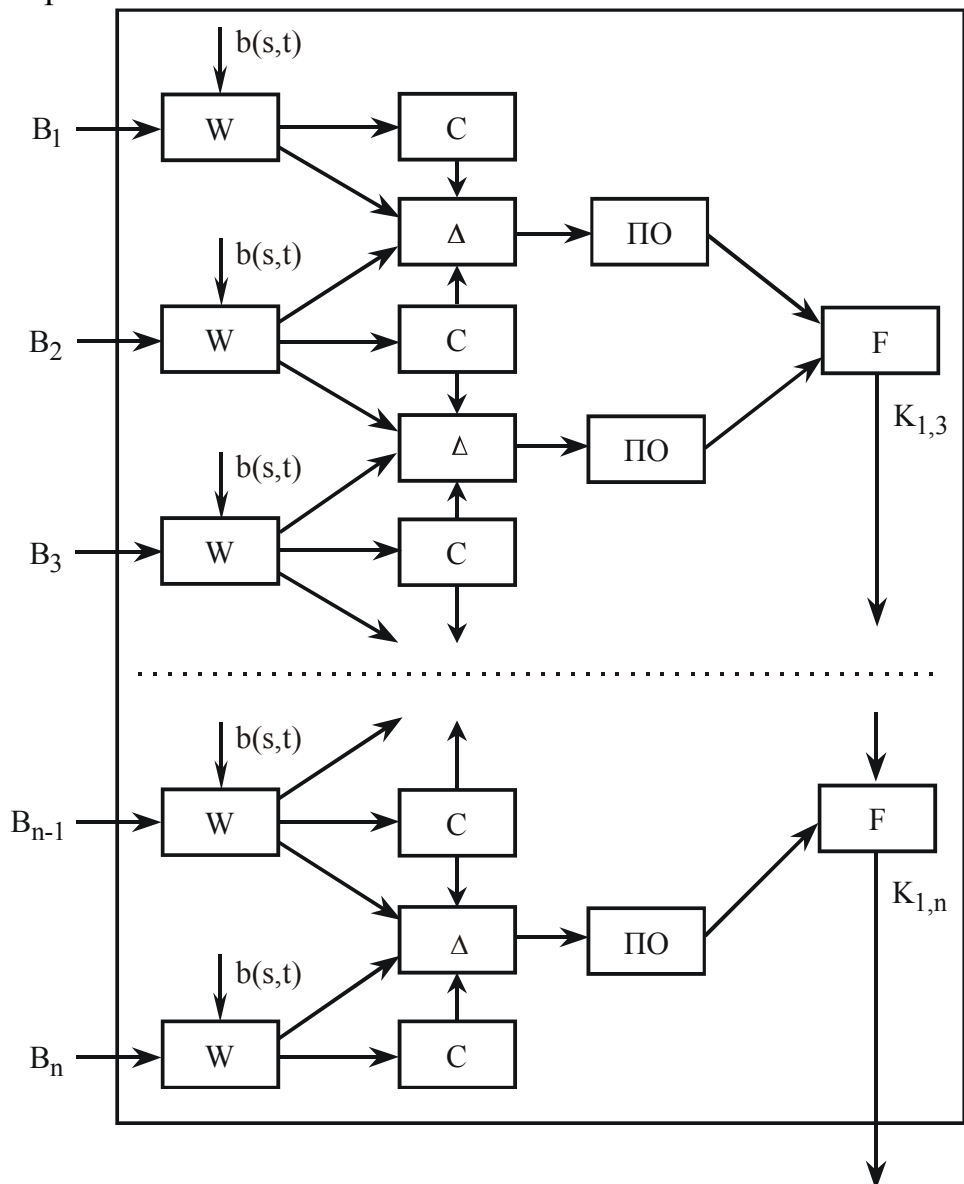 b(s,t)
B1 W C
Δ ПО
b(s,t)
B2 W C F
K1,3
Δ ПО
b(s,t)
B3 W C
b(s,t)
Bn-1 W C F
K1,n
Δ ПО
b(s,t)
Bn W C